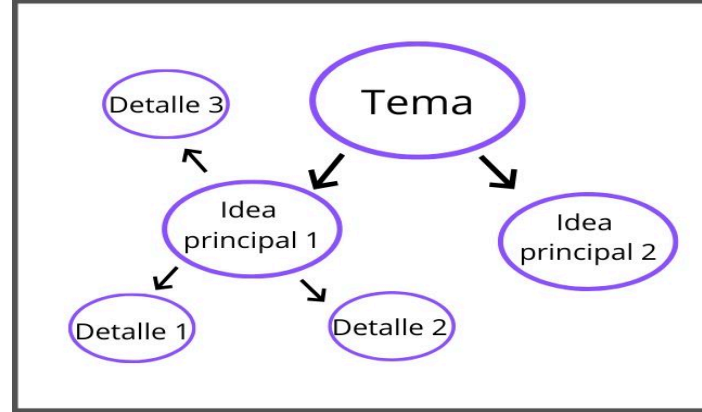 Tema
Detalle 3
Idea
principal 1
Idea
principal 2
Detalle 1
Detalle 2